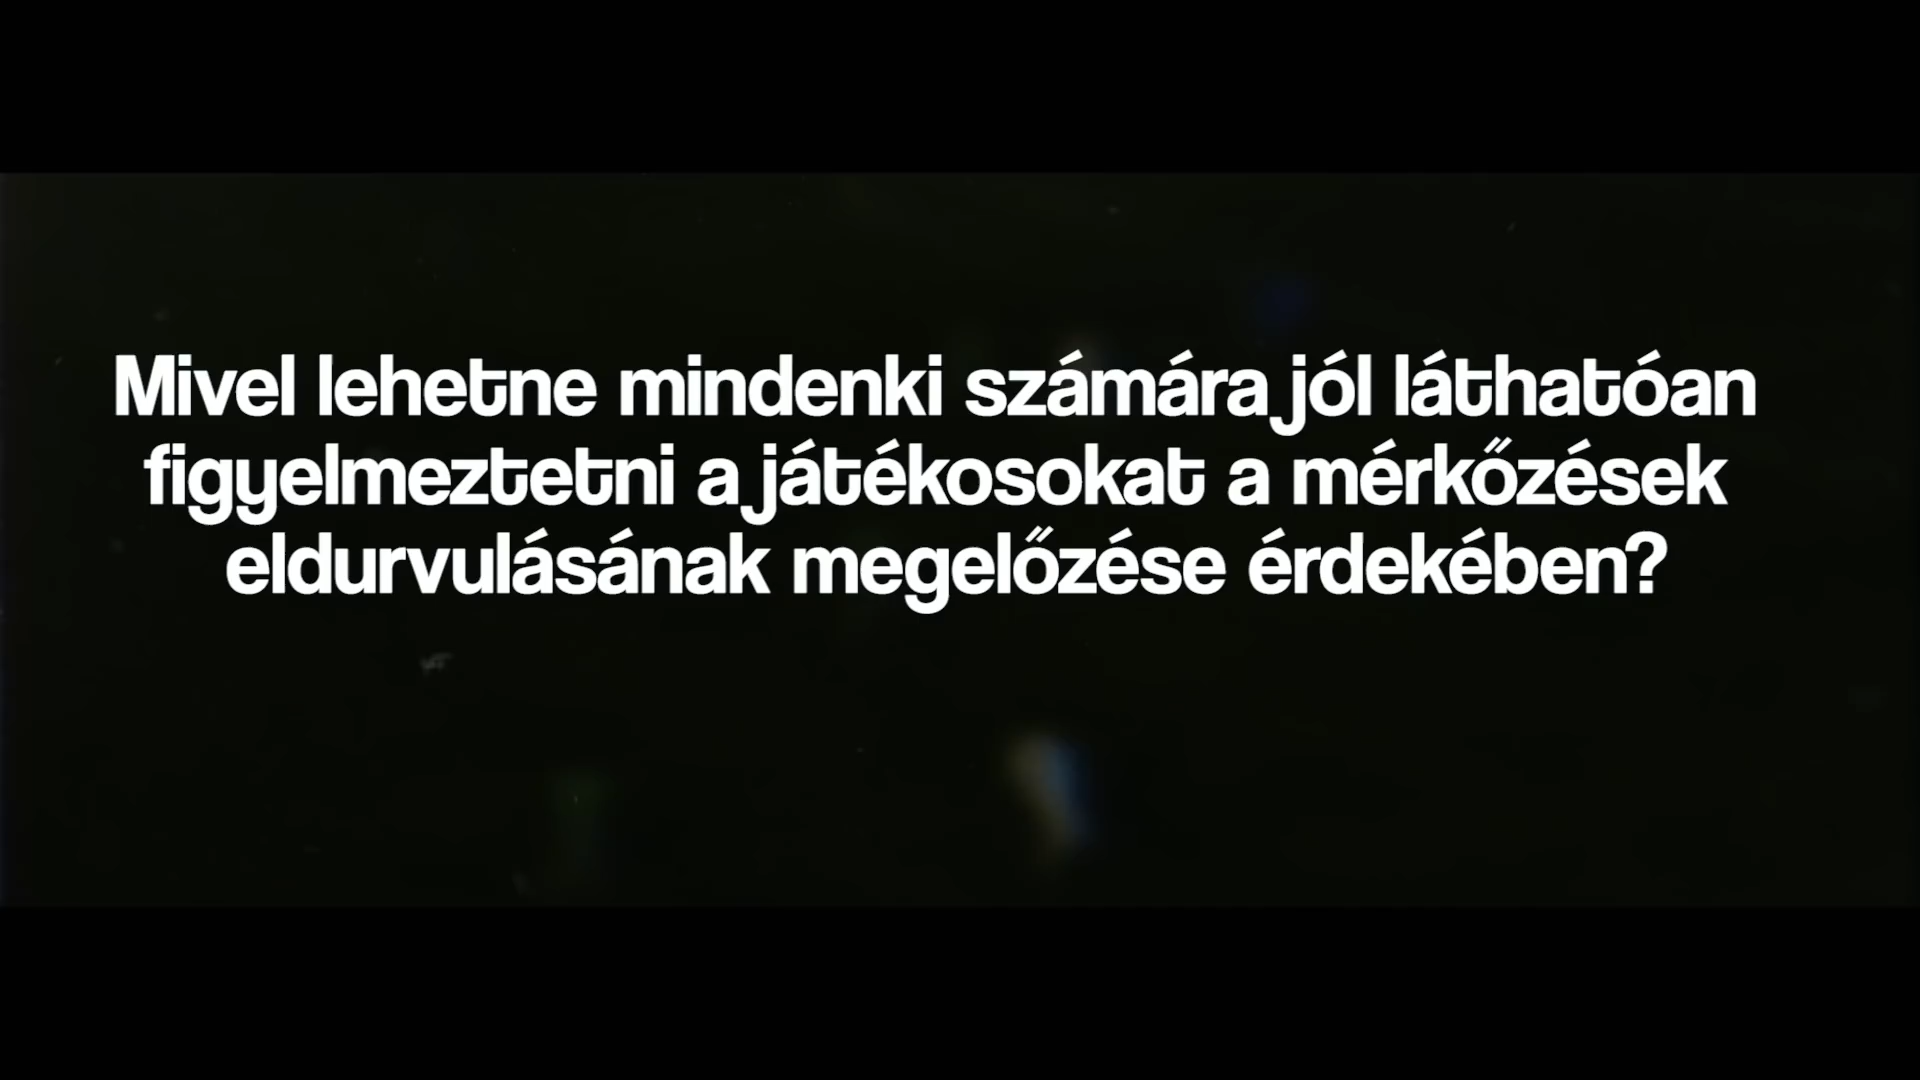 Mivel lehetne mindenki számára jól láthatóan
figyelmeztetni a játékosokat a mérkőzések
eldurvulásának megelőzése érdekében?